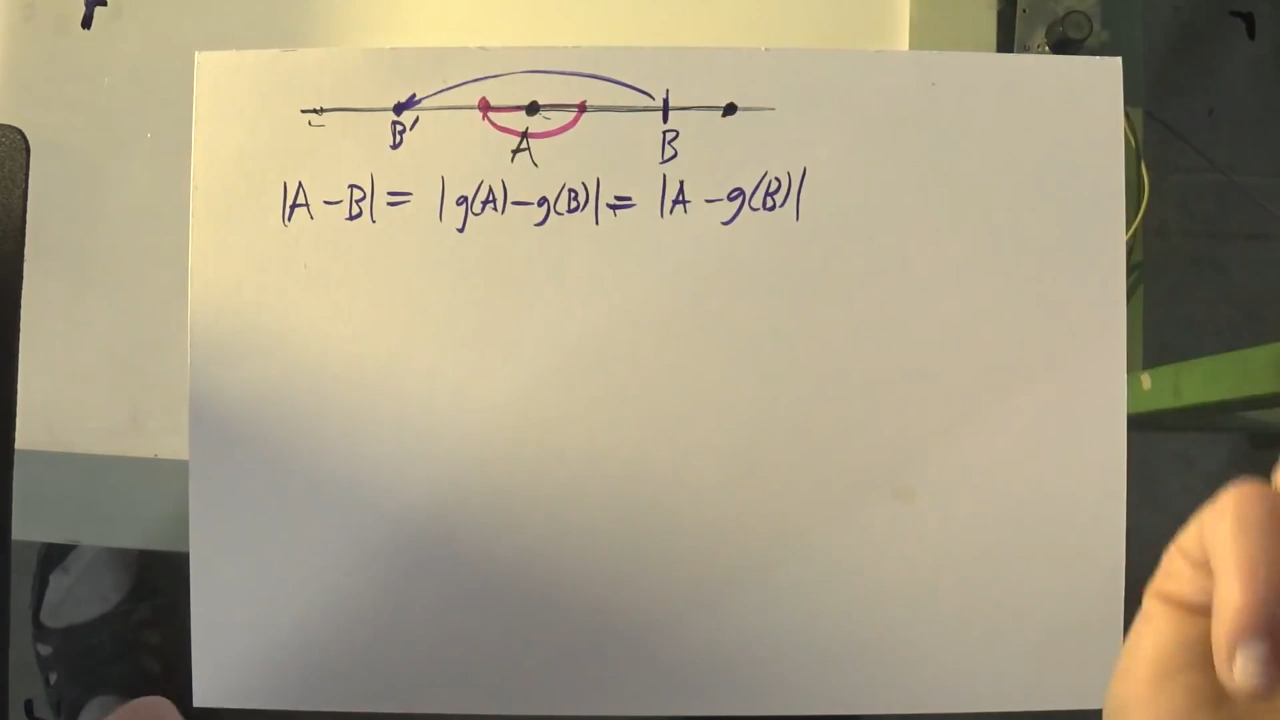 B' A B
|A - B| = |g(A) - g(B)| = |A - g(B)|